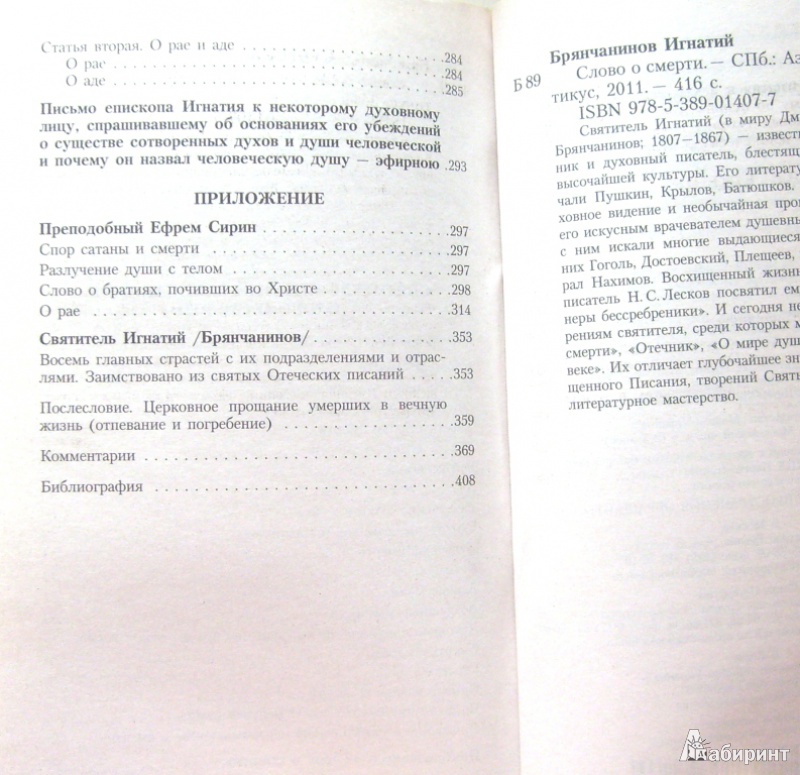 Статья вторая. О рае и аде . . . . . . . . . . . . . . . . . . . 284
О рае . . . . . . . . . . . . . . . . . . . . . . . . . . . . . . . . 284
О аде . . . . . . . . . . . . . . . . . . . . . . . . . . . . . . . . 285
Письмо епископа Игнатия к некоторому духовному
лицу, спрашивавшему об основаниях его убеждений
о существе сотворенных духов и души человеческой
и почему он назвал человеческую душу — эфирною .293
ПРИЛОЖЕНИЕ
Преподобный Ефрем Сирин . . . . . . . . . . . . . . . . . 297
Спор сатаны и смерти . . . . . . . . . . . . . . . . . . . . . 297
Разлучение души с телом . . . . . . . . . . . . . . . . . . . 297
Слово о братиях, почивших во Христе . . . . . . . . . . 298
О рае . . . . . . . . . . . . . . . . . . . . . . . . . . . . . . . . 314
Святитель Игнатий /Брянчанинов/ . . . . . . . . . . . . .353
Восемь главных страстей с их подразделениями и отрас-
лями. Заимствовано из святых Отеческих писаний . . . . .353
Послесловие. Церковное прощание умерших в вечную
жизнь (отпевание и погребение) . . . . . . . . . . . . . . .359
Комментарии . . . . . . . . . . . . . . . . . . . . . . . . . . .369
Библиография . . . . . . . . . . . . . . . . . . . . . . . . . .408
Брянчанинов Игнатий
Б 89 Слово о смерти. — СПб.: Аз
тикус, 2011. — 416 с.
ISBN 978-5-389-01407-7
Святитель Игнатий (в миру Дм
Брянчанинов; 1807—1867) — известн
ник и духовный писатель, блестящ
высочайшей культуры. Его литерату
чали Пушкин, Крылов, Батюшков.
ховное видение и необычайная про
его искусным врачевателем душевны
с ним искали многие выдающиеся
них Гоголь, Достоевский, Плещеев,
рал Нахимов. Восхищенный жизни
писатель Н. С. Лесков посвятил ем
неры бессребреники». И сегодня не
рениям святителя, среди которых м
смерти», «Отечник», «О мире душ
веке». Их отличает глубочайшее зн
щенного Писания, творений Святы
литературное мастерство.
Лабиринт